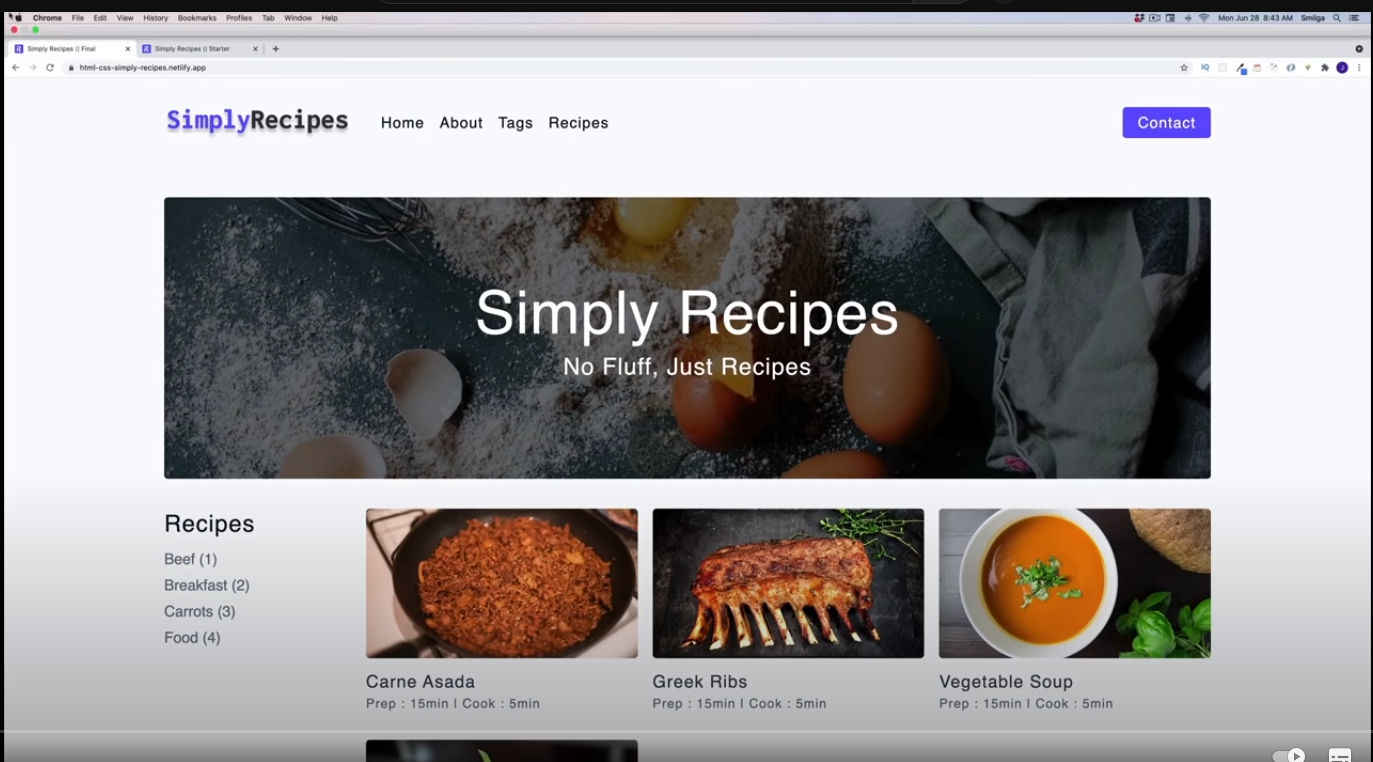 Chrome File Edit View History Bookmarks Profiles Tab Window Help Mon Jun 28 8:43 AM Smilga
Simply Recipes || Final Simply Recipes || Starter
html-css-simply-recipes.netlify.app
SimplyRecipes Home About Tags Recipes Contact
Simply Recipes
No Fluff, Just Recipes
Recipes
Beef (1)
Breakfast (2)
Carrots (3)
Food (4)
Carne Asada
Prep : 15min | Cook : 5min
Greek Ribs
Prep : 15min | Cook : 5min
Vegetable Soup
Prep : 15min | Cook : 5min